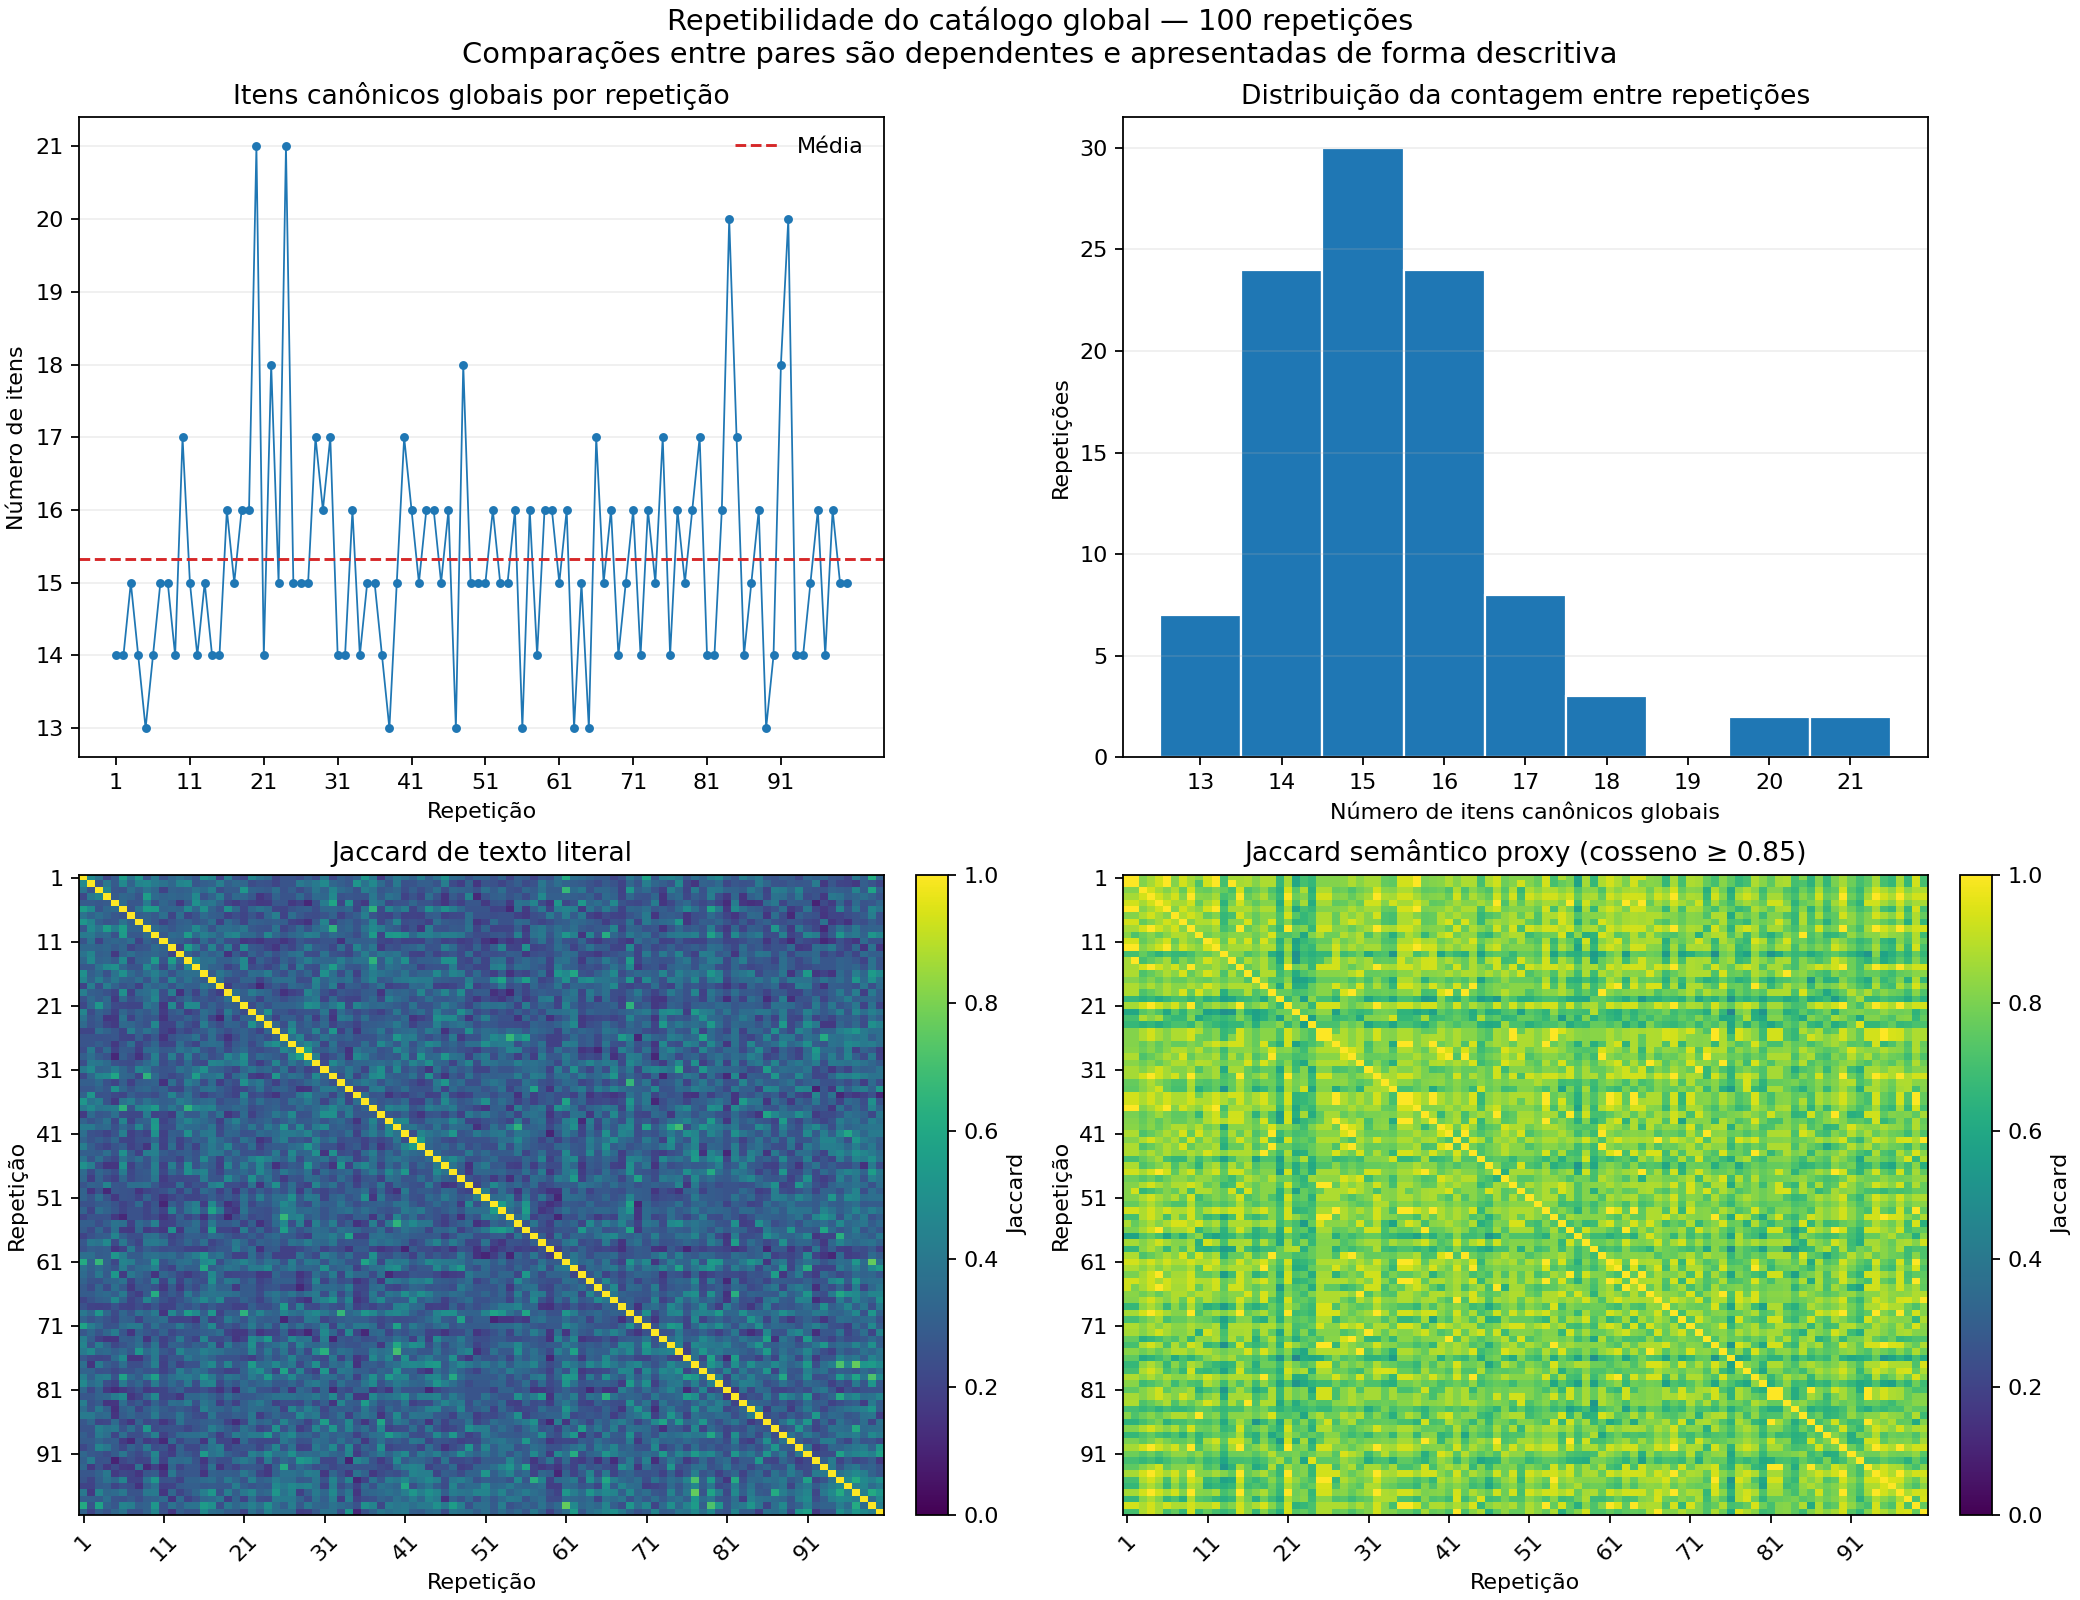 Repetibilidade do catálogo global — 100 repetições
Comparações entre pares são dependentes e apresentadas de forma descritiva
Itens canônicos globais por repetição
Média
21
20
19
18
17
16
15
14
13
Número de itens
1 11 21 31 41 51 61 71 81 91
Repetição
Distribuição da contagem entre repetições
30
25
20
15
10
5
0
Repetições
13 14 15 16 17 18 19 20 21
Número de itens canônicos globais
Jaccard de texto literal
1
11
21
31
41
51
61
71
81
91
Repetição
1 11 21 31 41 51 61 71 81 91
Repetição
1.0
0.8
0.6
0.4
0.2
0.0
Jaccard
Jaccard semântico proxy (cosseno ≥ 0.85)
1
11
21
31
41
51
61
71
81
91
Repetição
1 11 21 31 41 51 61 71 81 91
Repetição
1.0
0.8
0.6
0.4
0.2
0.0
Jaccard